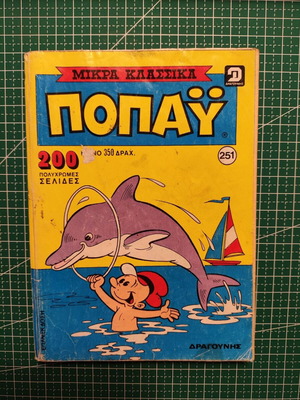 ΜΙΚΡΑ ΚΛΑΣΣΙΚΑ
ΠΟΠΑΫ®
200 350 ΔΡΑΧ.
ΠΟΛΥΧΡΩΜΕΣ
ΣΕΛΙΔΕΣ
251
ΔΡΑΓΟΥΝΗΣ